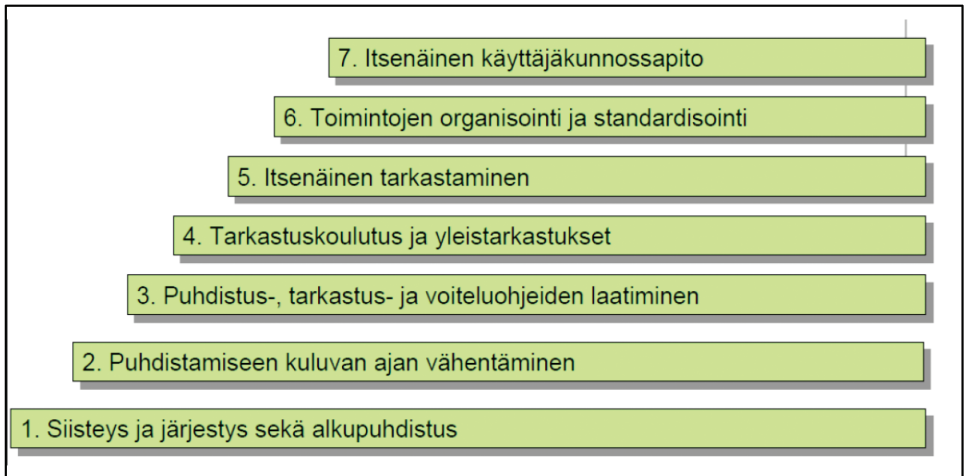 7. Itsenäinen käyttäjäkunnossapito
6. Toimintojen organisointi ja standardisointi
5. Itsenäinen tarkastaminen
4. Tarkastuskoulutus ja yleistarkastukset
3. Puhdistus-, tarkastus- ja voiteluohjeiden laatiminen
2. Puhdistamiseen kuluvan ajan vähentäminen
1. Siisteys ja järjestys sekä alkupuhdistus